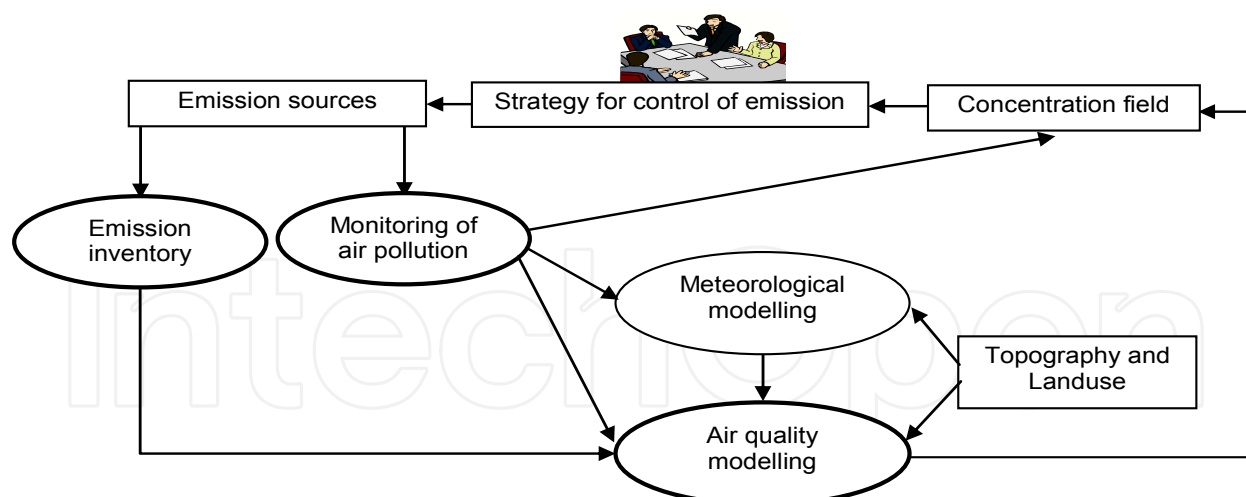 Emission sources
Strategy for control of emission
Concentration field
Emission
inventory
Monitoring of
air pollution
Meteorological
modelling
Topography and
Landuse
Air quality
modelling
IntechOpen